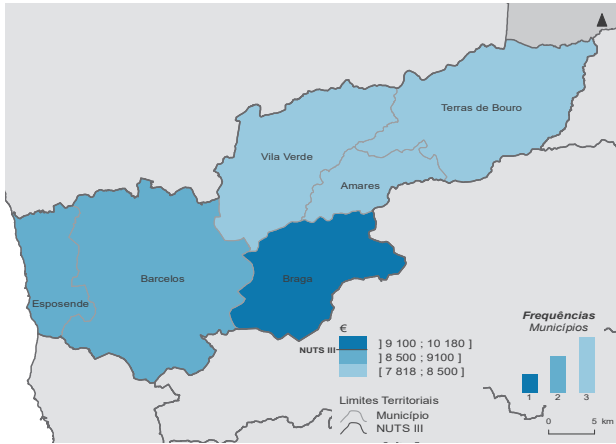 Terras de Bouro
Vila Verde
Amares
Barcelos
Braga
Esposende
€
] 9 100 ; 10 180 ]
NUTS III
] 8 500 ; 9100 ]
[ 7 818 ; 8 500 ]
Limites Territoriais
Município
NUTS III
Frequências
Municípios
1 2 3
0 5 km